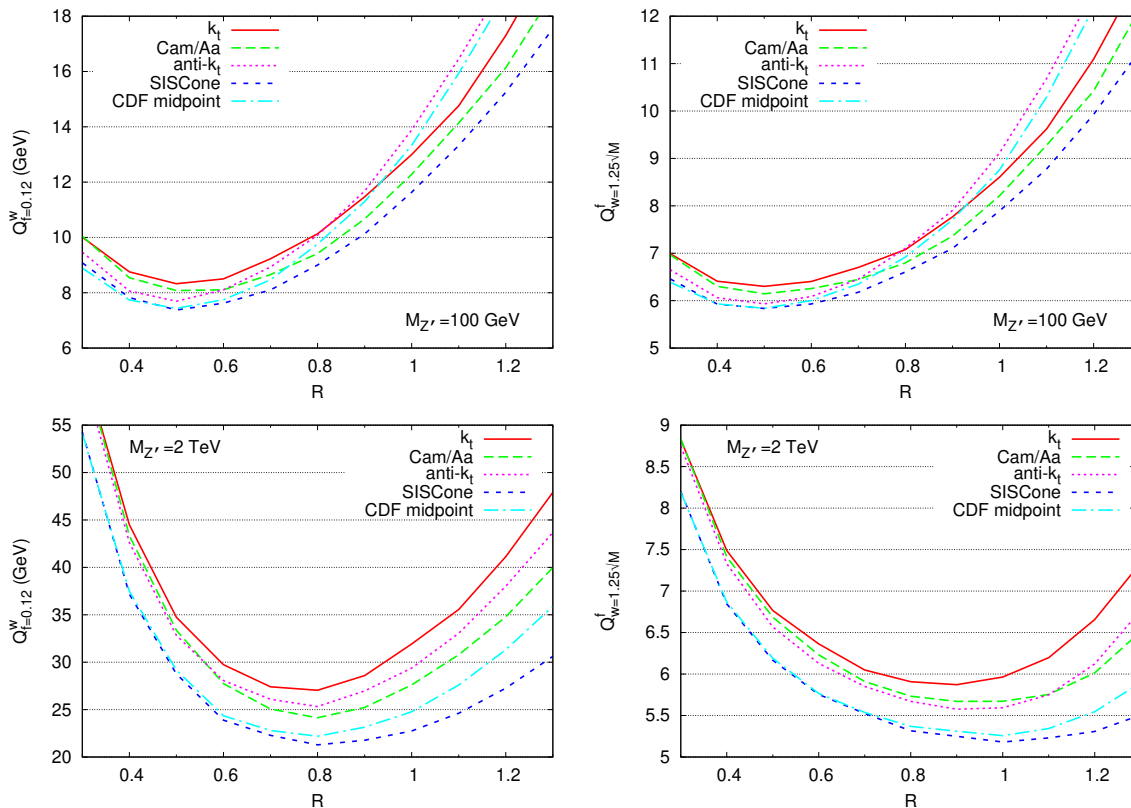 18
16
14
12
10
8
6
Q^w_{f=0.12} (GeV)
k_t
Cam/Aa
anti-k_t
SISCone
CDF midpoint
M_{Z′} =100 GeV
0.4 0.6 0.8 1 1.2
R
12
11
10
9
8
7
6
5
Q^f_{w=1.25√M}
k_t
Cam/Aa
anti-k_t
SISCone
CDF midpoint
M_{Z′} =100 GeV
0.4 0.6 0.8 1 1.2
R
55
50
45
40
35
30
25
20
Q^w_{f=0.12} (GeV)
M_{Z′} =2 TeV
k_t
Cam/Aa
anti-k_t
SISCone
CDF midpoint
0.4 0.6 0.8 1 1.2
R
9
8.5
8
7.5
7
6.5
6
5.5
5
Q^f_{w=1.25√M}
M_{Z′} =2 TeV
k_t
Cam/Aa
anti-k_t
SISCone
CDF midpoint
0.4 0.6 0.8 1 1.2
R